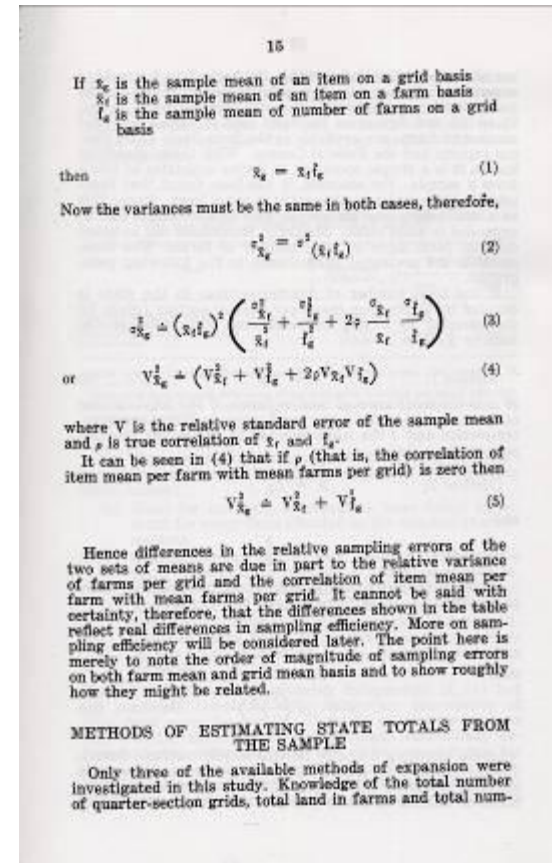 15
If x̄g is the sample mean of an item on a grid basis
x̄f is the sample mean of an item on a farm basis
f̄g is the sample mean of number of farms on a grid
basis
then x̄g = x̄f f̄g (1)
Now the variances must be the same in both cases, therefore,
σ²x̄g = σ²(x̄f f̄g) (2)
σ²x̄g ≐ (x̄f f̄g)² ( σ²x̄f / x̄²f + σ²f̄g / f̄²g + 2ρ σx̄f / x̄f σf̄g / f̄g ) (3)
or V²x̄g ≐ (V²x̄f + V²f̄g + 2ρVx̄f Vf̄g) (4)
where V is the relative standard error of the sample mean
and ρ is true correlation of x̄f and f̄g.
It can be seen in (4) that if ρ (that is, the correlation of
item mean per farm with mean farms per grid) is zero then
V²x̄g ≐ V²x̄f + V²f̄g (5)
Hence differences in the relative sampling errors of the
two sets of means are due in part to the relative variance
of farms per grid and the correlation of item mean per
farm with mean farms per grid. It cannot be said with
certainty, therefore, that the differences shown in the table
reflect real differences in sampling efficiency. More on sam-
pling efficiency will be considered later. The point here is
merely to note the order of magnitude of sampling errors
on both farm mean and grid mean basis and to show roughly
how they might be related.
METHODS OF ESTIMATING STATE TOTALS FROM
THE SAMPLE
Only three of the available methods of expansion were
investigated in this study. Knowledge of the total number
of quarter-section grids, total land in farms and total num-